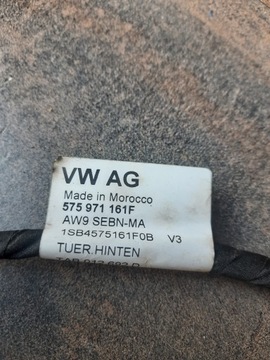 VW AG
Made in Morocco
575 971 161F
AW9 SEBN-MA
1SB4575161F0B V3
TUER.HINTEN